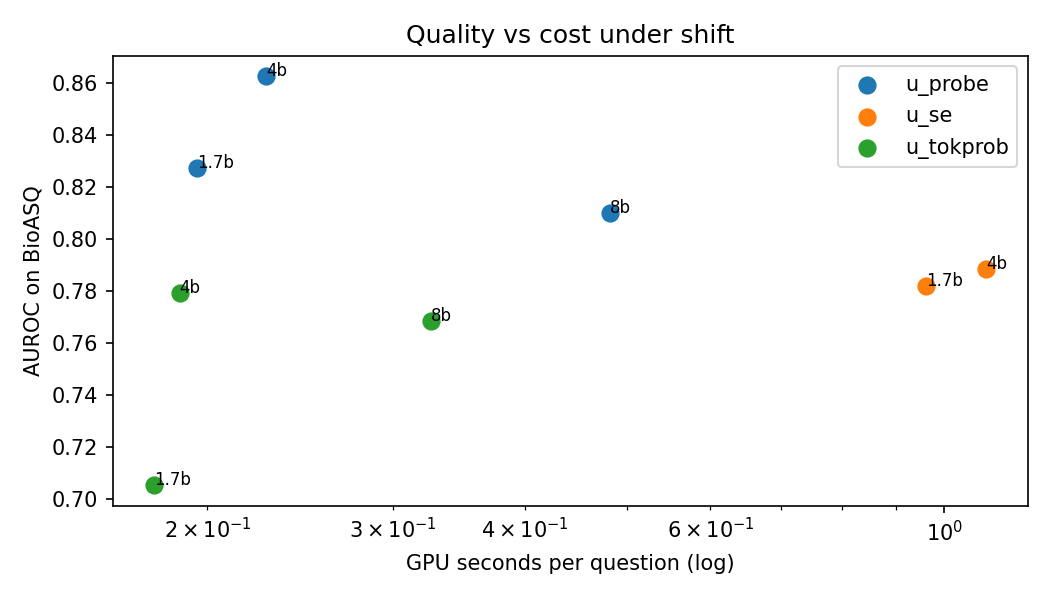 Quality vs cost under shift
AUROC on BioASQ
0.86
0.84
0.82
0.80
0.78
0.76
0.74
0.72
0.70
4b
1.7b
8b
4b
8b
1.7b
1.7b
4b
u_probe
u_se
u_tokprob
2 × 10⁻¹
3 × 10⁻¹
4 × 10⁻¹
6 × 10⁻¹
10⁰
GPU seconds per question (log)